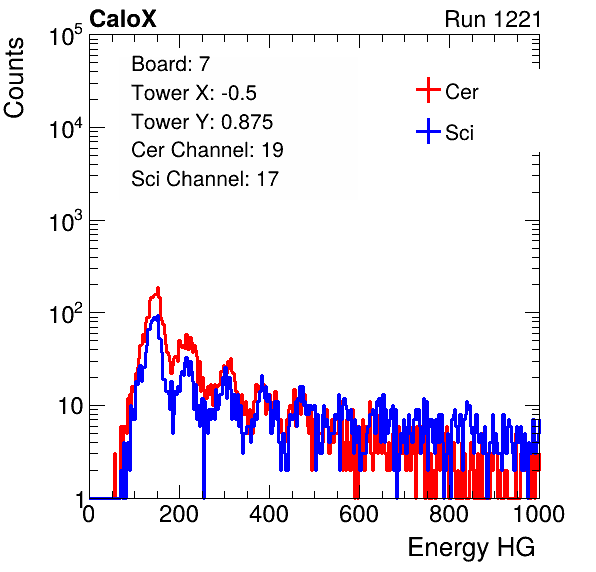 CaloX Run 1221
Counts
10^5
10^4
10^3
10^2
10
1
Board: 7
Tower X: -0.5
Tower Y: 0.875
Cer Channel: 19
Sci Channel: 17
Cer
Sci
0 200 400 600 800 1000
Energy HG